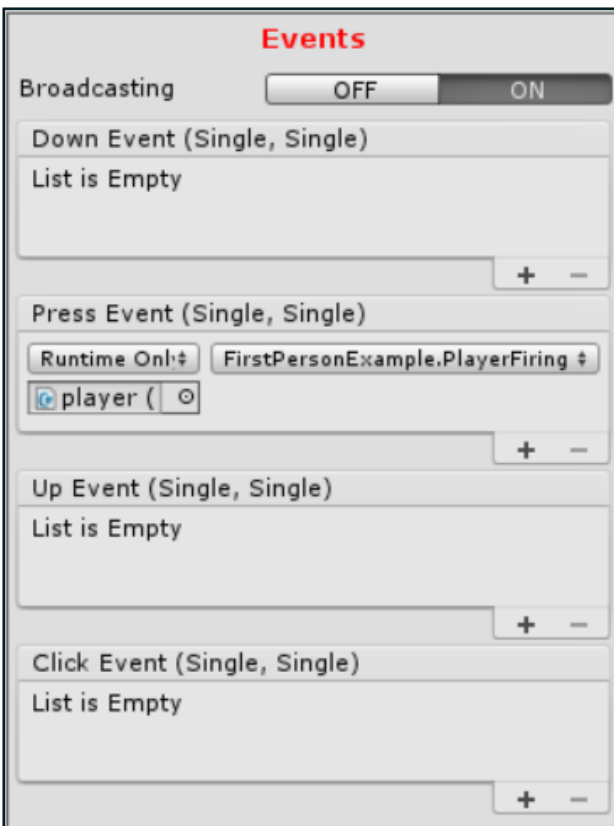 Events
Broadcasting OFF ON
Down Event (Single, Single)
List is Empty
+ −
Press Event (Single, Single)
Runtime Onl FirstPersonExample.PlayerFiring
player (
+ −
Up Event (Single, Single)
List is Empty
+ −
Click Event (Single, Single)
List is Empty
+ −